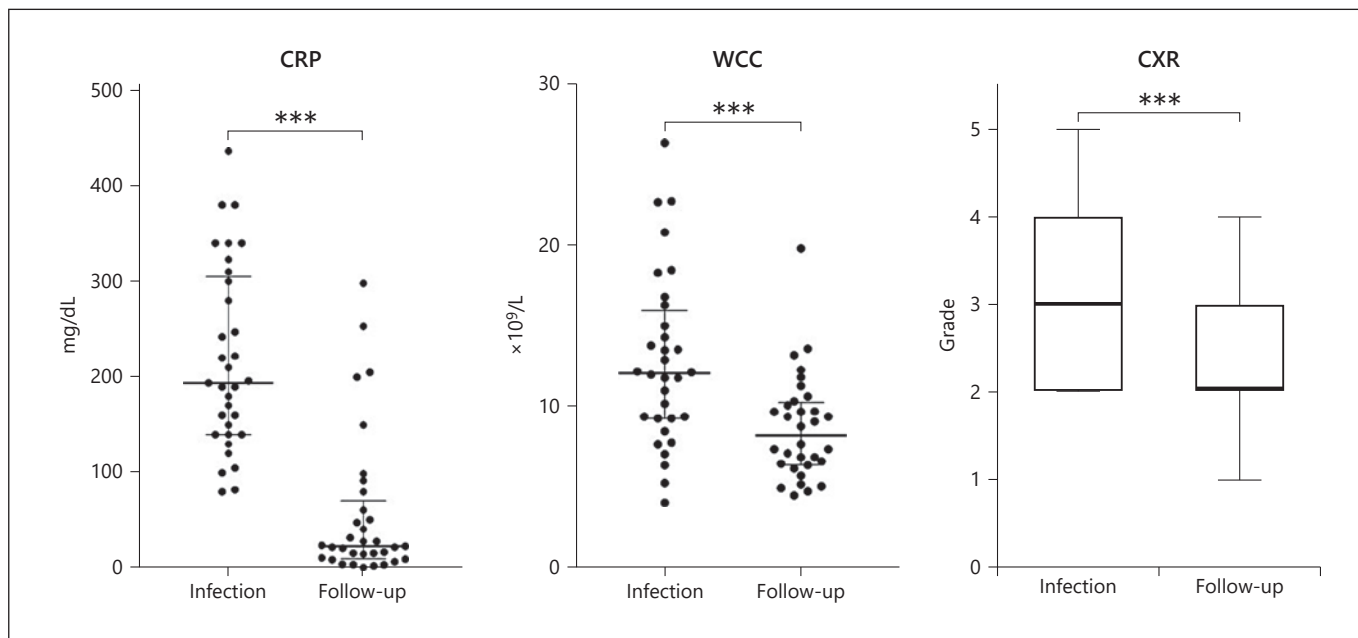 CRP
500
400
300
200
100
0
mg/dL
***
Infection
Follow-up
WCC
30
20
10
0
×10⁹/L
***
Infection
Follow-up
CXR
5
4
3
2
1
0
Grade
***
Infection
Follow-up